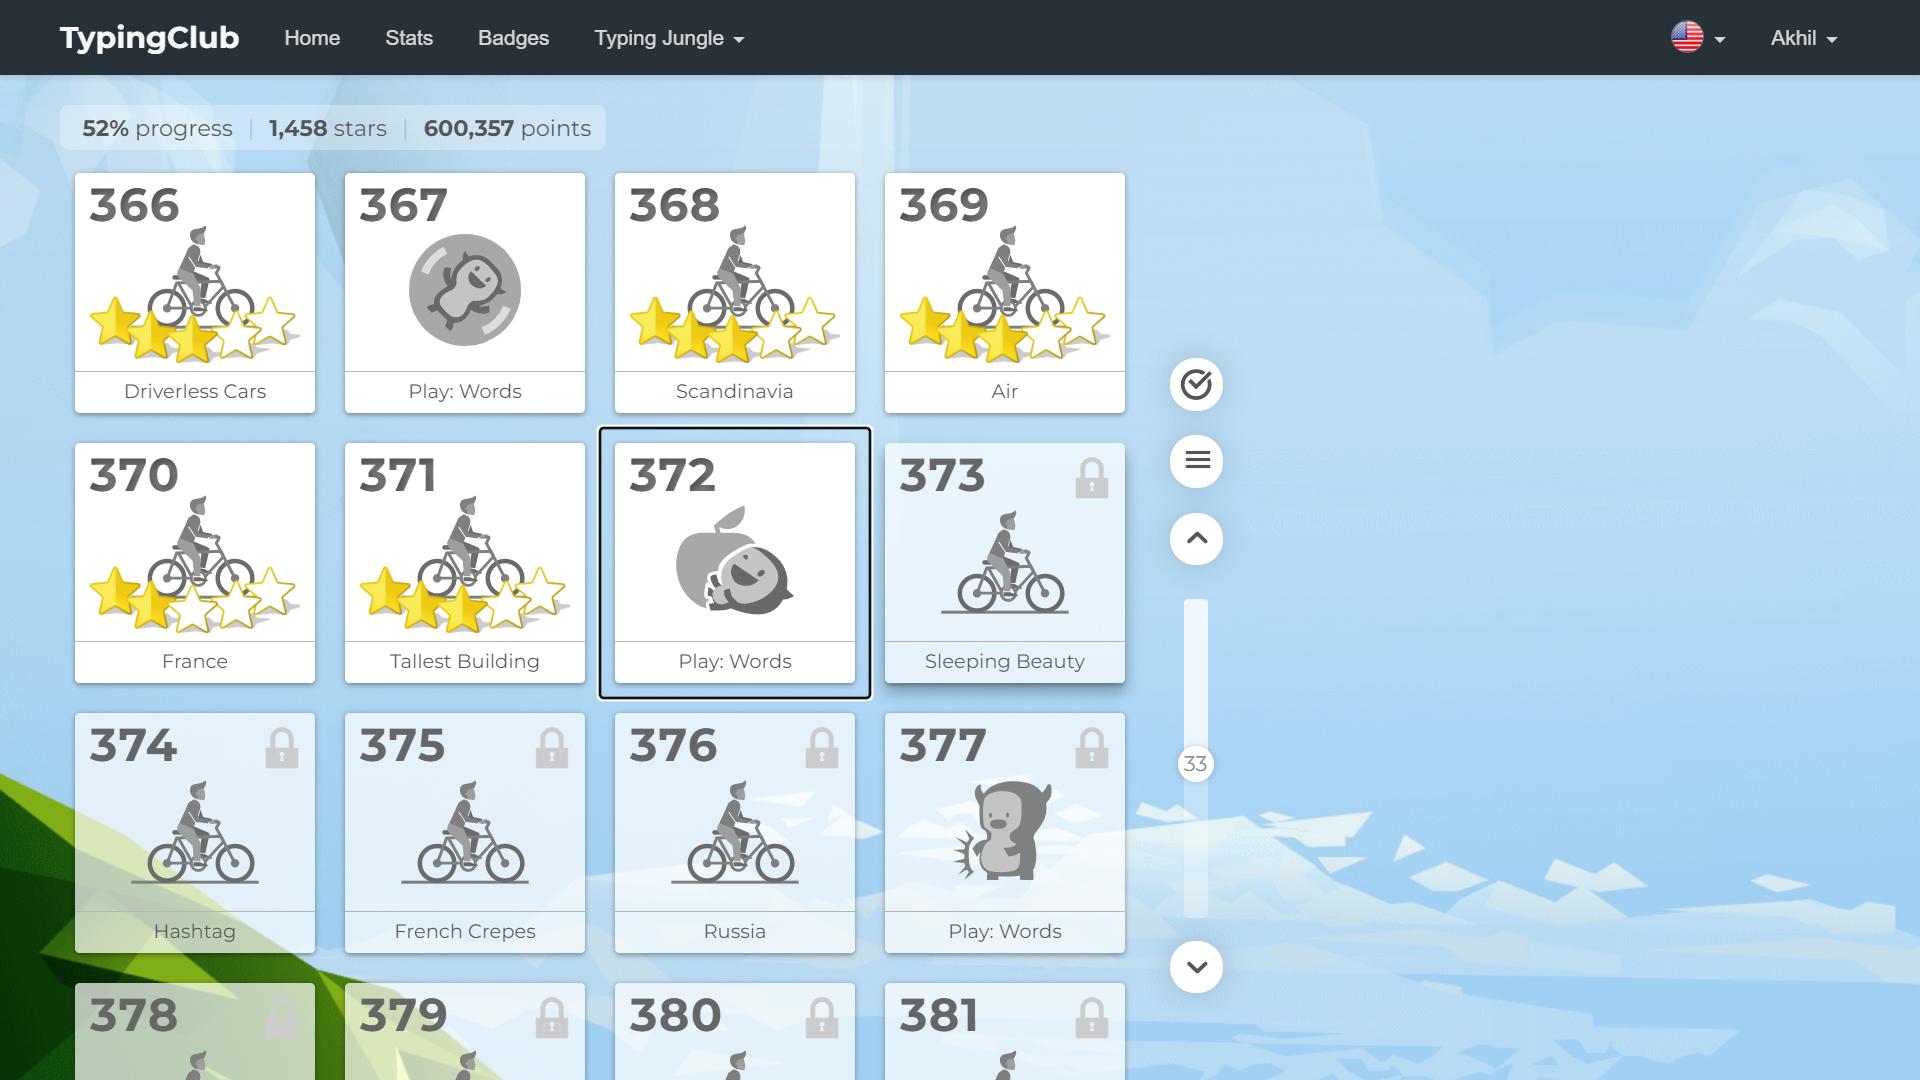 TypingClub Home Stats Badges Typing Jungle Akhil
52% progress | 1,458 stars | 600,357 points
366 367 368 369
Driverless Cars Play: Words Scandinavia Air
370 371 372 373
France Tallest Building Play: Words Sleeping Beauty
374 375 376 377
33
Hashtag French Crepes Russia Play: Words
378 379 380 381